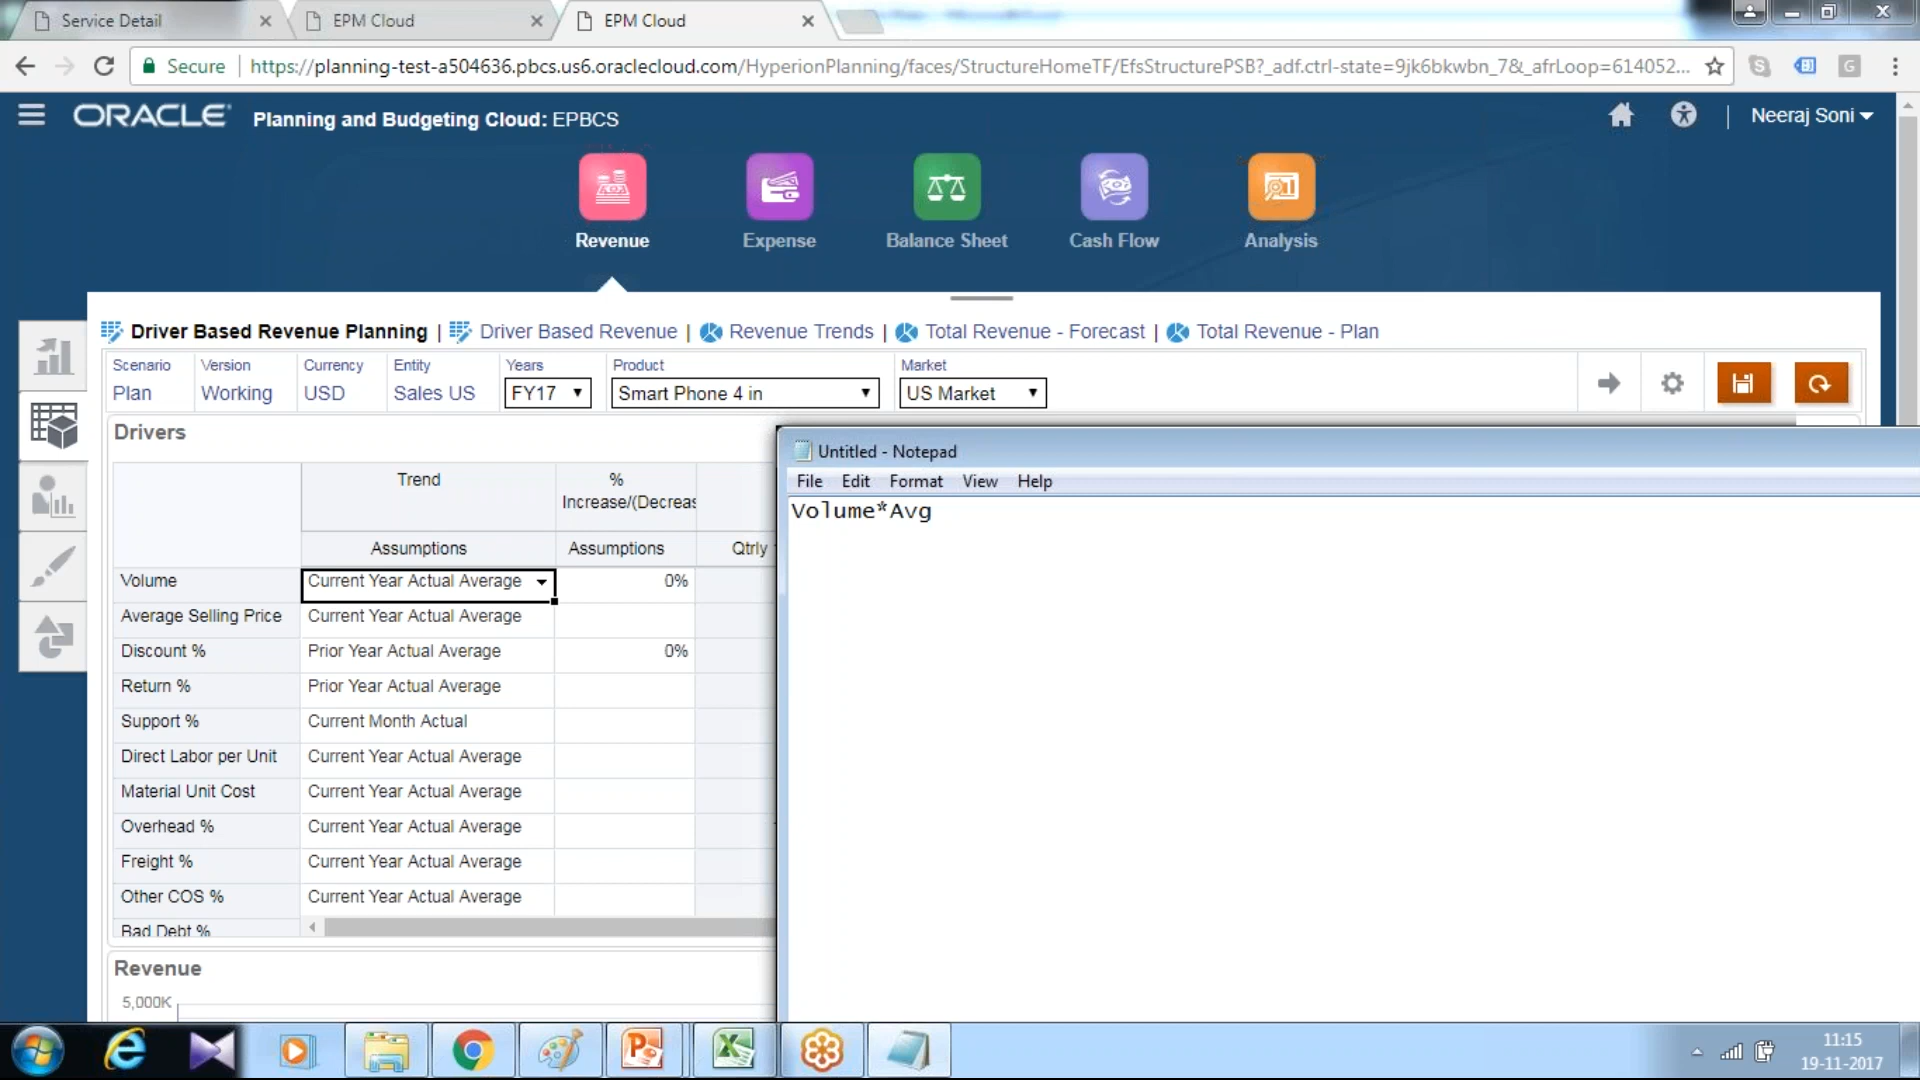 Service Detail
EPM Cloud
EPM Cloud
Secure
https://planning-test-a504636.pbcs.us6.oraclecloud.com/HyperionPlanning/faces/StructureHomeTF/EfsStructurePSB?_adf.ctrl-state=9jk6bkwbn_7&_afrLoop=614052...
ORACLE Planning and Budgeting Cloud: EPBCS
Neeraj Soni
Revenue
Expense
Balance Sheet
Cash Flow
Analysis
Driver Based Revenue Planning | Driver Based Revenue | Revenue Trends | Total Revenue - Forecast | Total Revenue - Plan
Scenario Version Currency Entity Years Product Market
Plan Working USD Sales US FY17 Smart Phone 4 in US Market
Drivers
Untitled - Notepad
File Edit Format View Help
Volume*Avg
Trend
%
Increase/(Decreas
Assumptions Assumptions Qtrly
Volume Current Year Actual Average 0%
Average Selling Price Current Year Actual Average
Discount % Prior Year Actual Average 0%
Return % Prior Year Actual Average
Support % Current Month Actual
Direct Labor per Unit Current Year Actual Average
Material Unit Cost Current Year Actual Average
Overhead % Current Year Actual Average
Freight % Current Year Actual Average
Other COS % Current Year Actual Average
Bad Debt %
Revenue
5,000K
11:15
19-11-2017